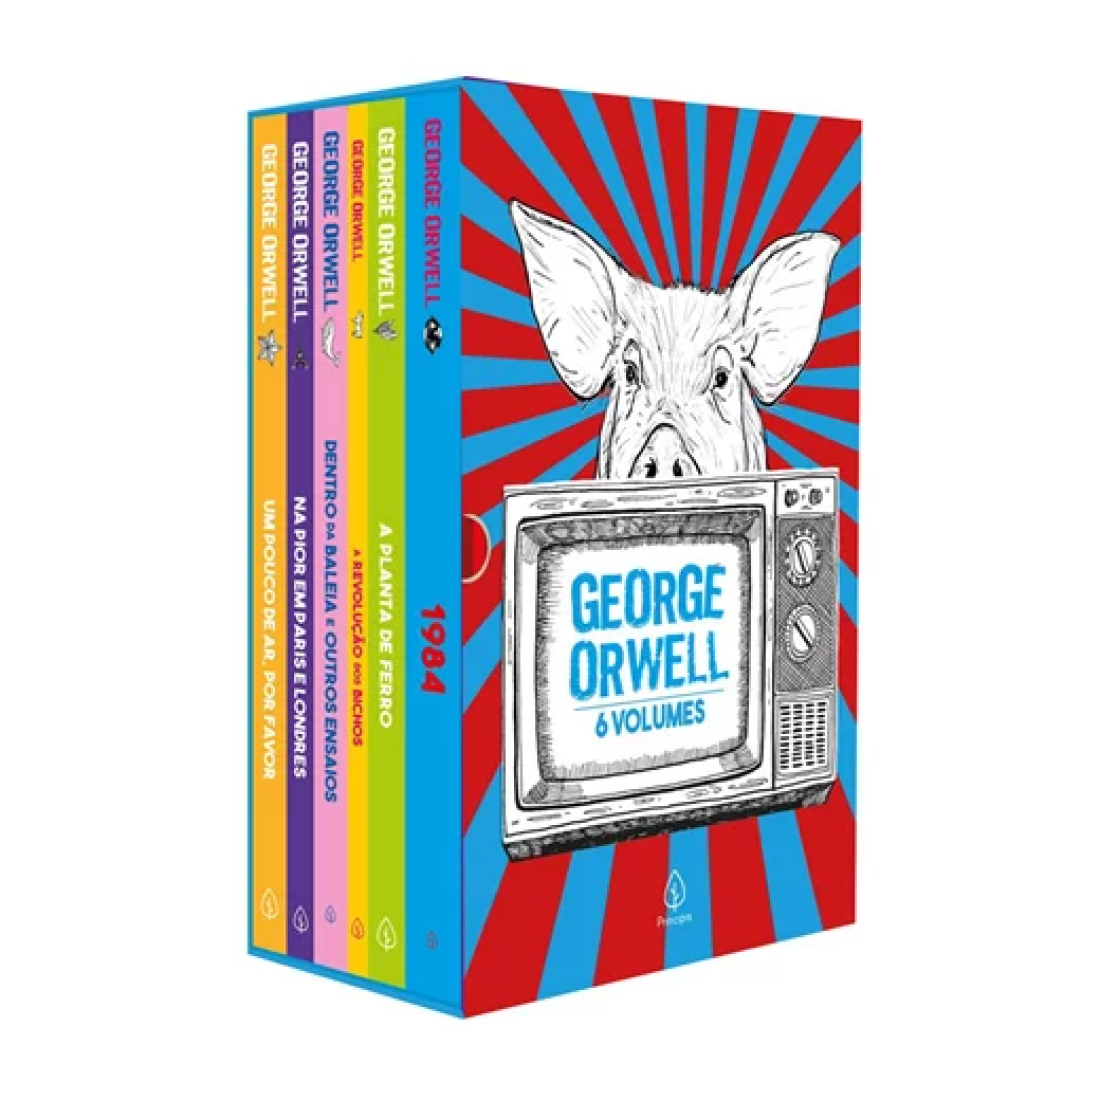 GEORGE ORWELL
UM POUCO DE AR, POR FAVOR
GEORGE ORWELL
NA PIOR EM PARIS E LONDRES
GEORGE ORWELL
DENTRO DA BALEIA E OUTROS ENSAIOS
GEORGE ORWELL
A REVOLUÇÃO DOS BICHOS
GEORGE ORWELL
A PLANTA DE FERRO
GEORGE ORWELL
1984
GEORGE
ORWELL
6 VOLUMES
Principis